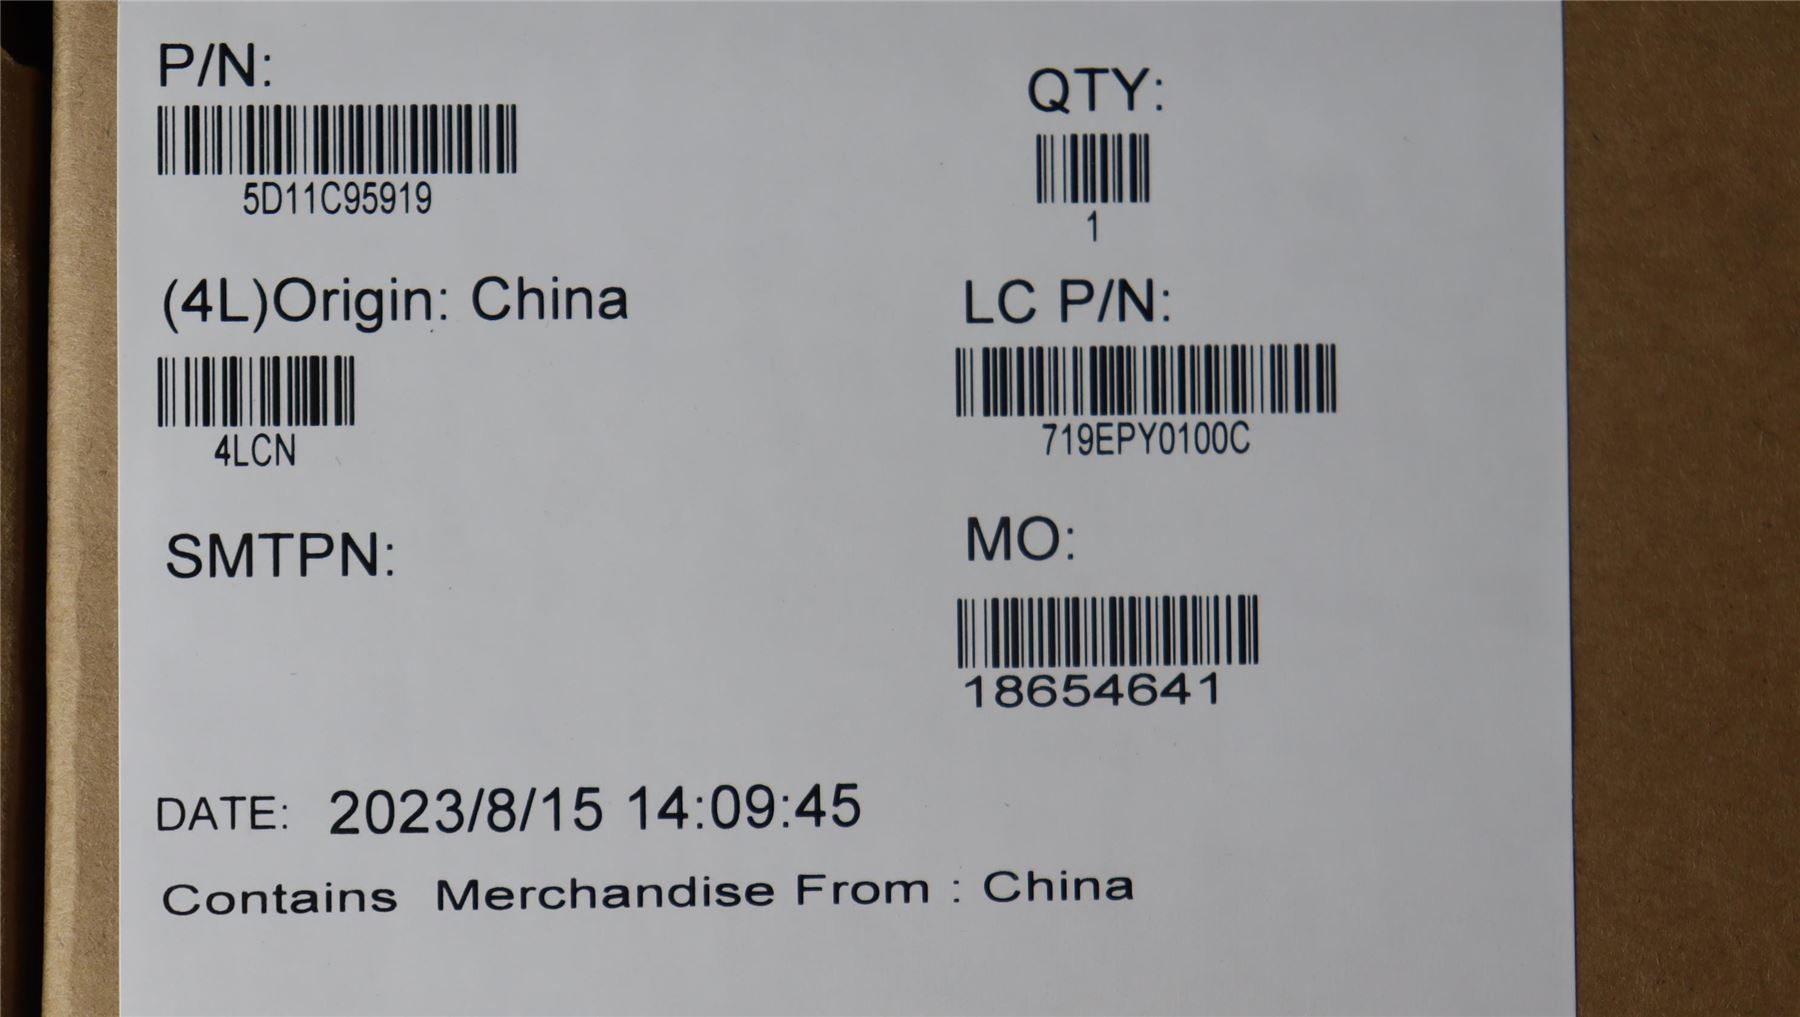 P/N:
5D11C95919
QTY:
1
(4L)Origin: China
4LCN
LC P/N:
719EPY0100C
SMTPN:
MO:
18654641
DATE: 2023/8/15 14:09:45
Contains Merchandise From : China